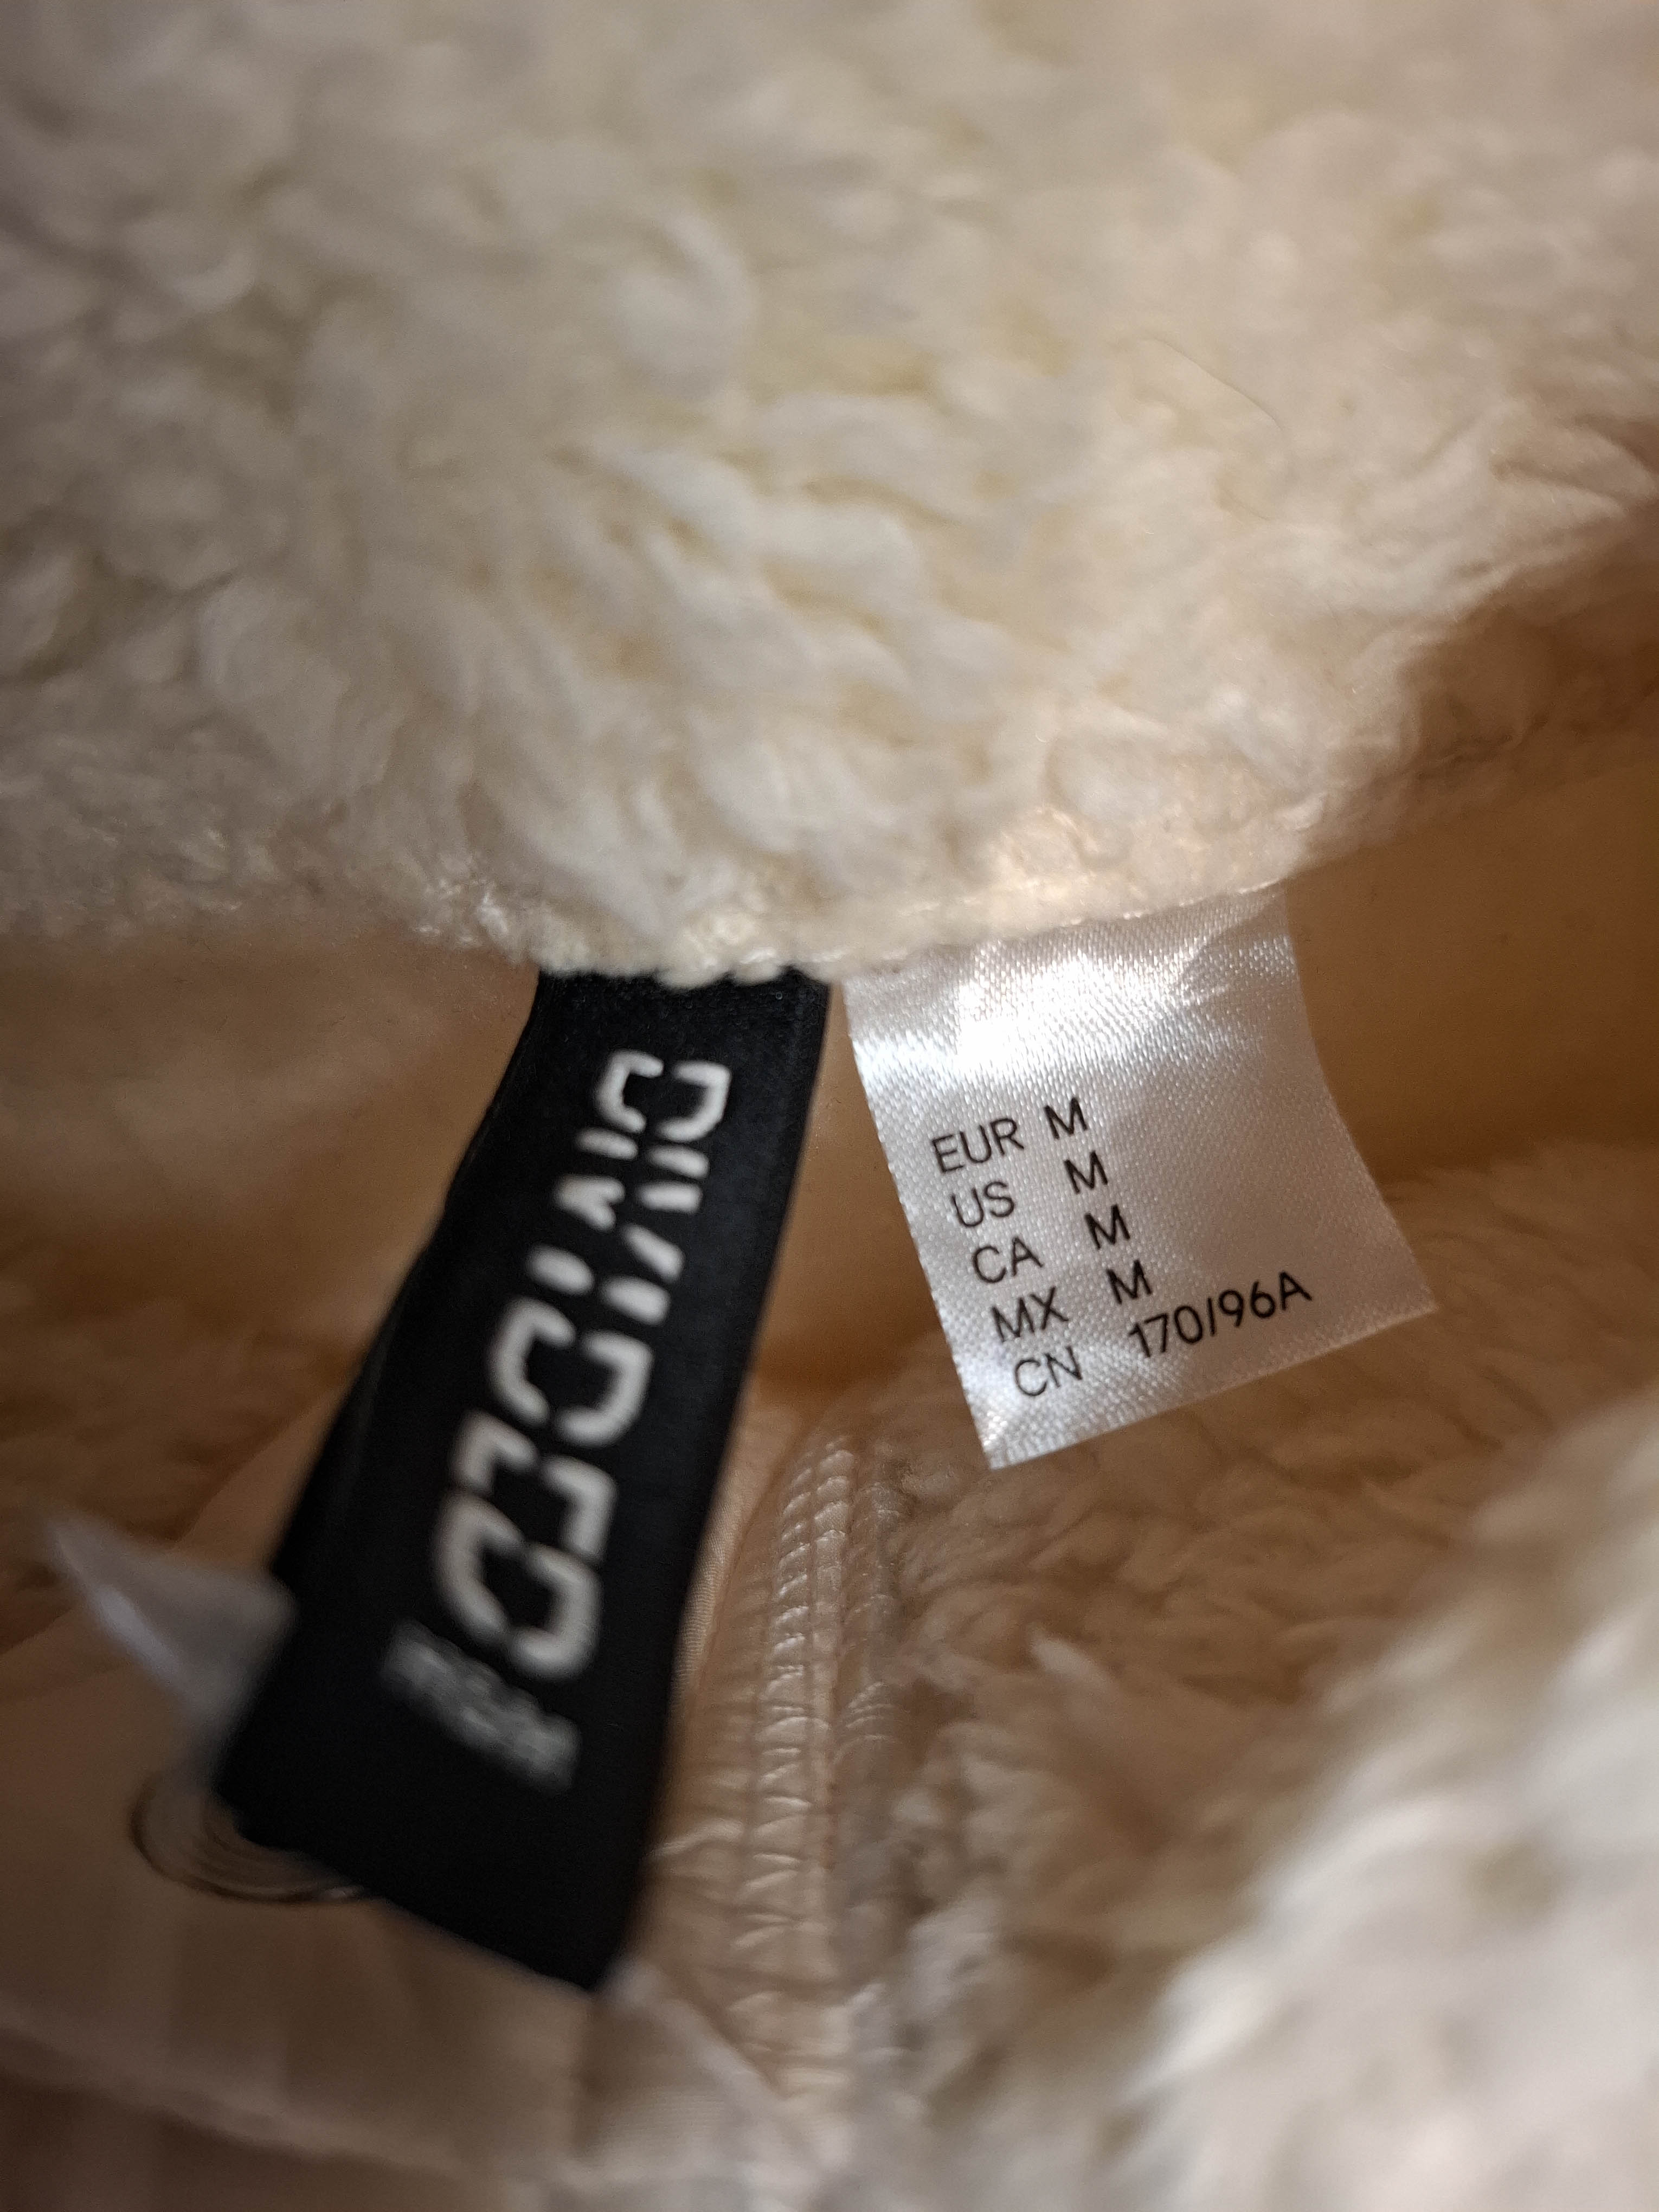 DIVIDED
EUR M
US M
CA M
MX M
CN 170/96A